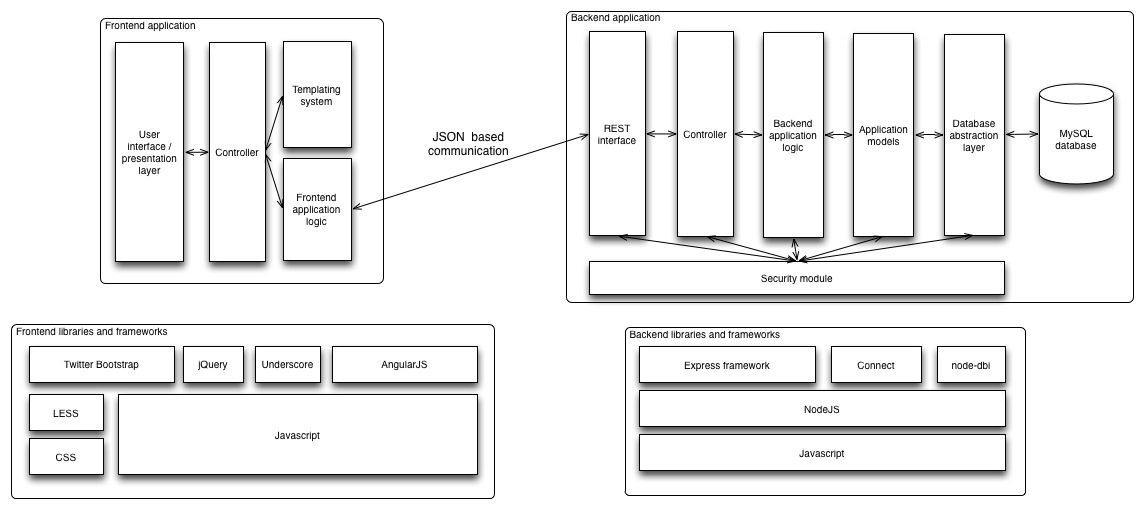 Frontend application
User
interface /
presentation
layer
Controller
Templating
system
Frontend
application
logic
JSON based
communication
Backend application
REST
interface
Controller
Backend
application
logic
Application
models
Database
abstraction
layer
MySQL
database
Security module
Frontend libraries and frameworks
Twitter Bootstrap
jQuery
Underscore
AngularJS
LESS
CSS
Javascript
Backend libraries and frameworks
Express framework
Connect
node-dbi
NodeJS
Javascript